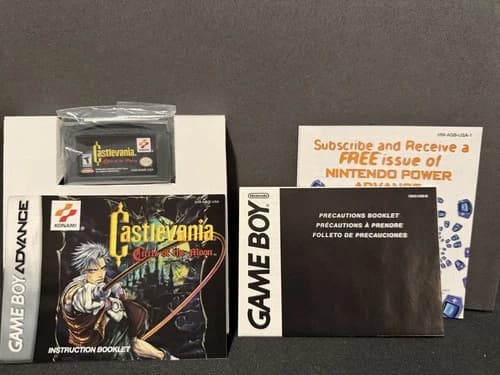 Castlevania
Circle of the Moon
KONAMI
Castlevania
Circle of the Moon
GAME BOY ADVANCE
INSTRUCTION BOOKLET
Nintendo
GAME BOY
PRECAUTIONS BOOKLET
PRÉCAUTIONS À PRENDRE
FOLLETO DE PRECAUCIONES
Subscribe and Receive a
FREE issue of
NINTENDO POWER
ADVANCE